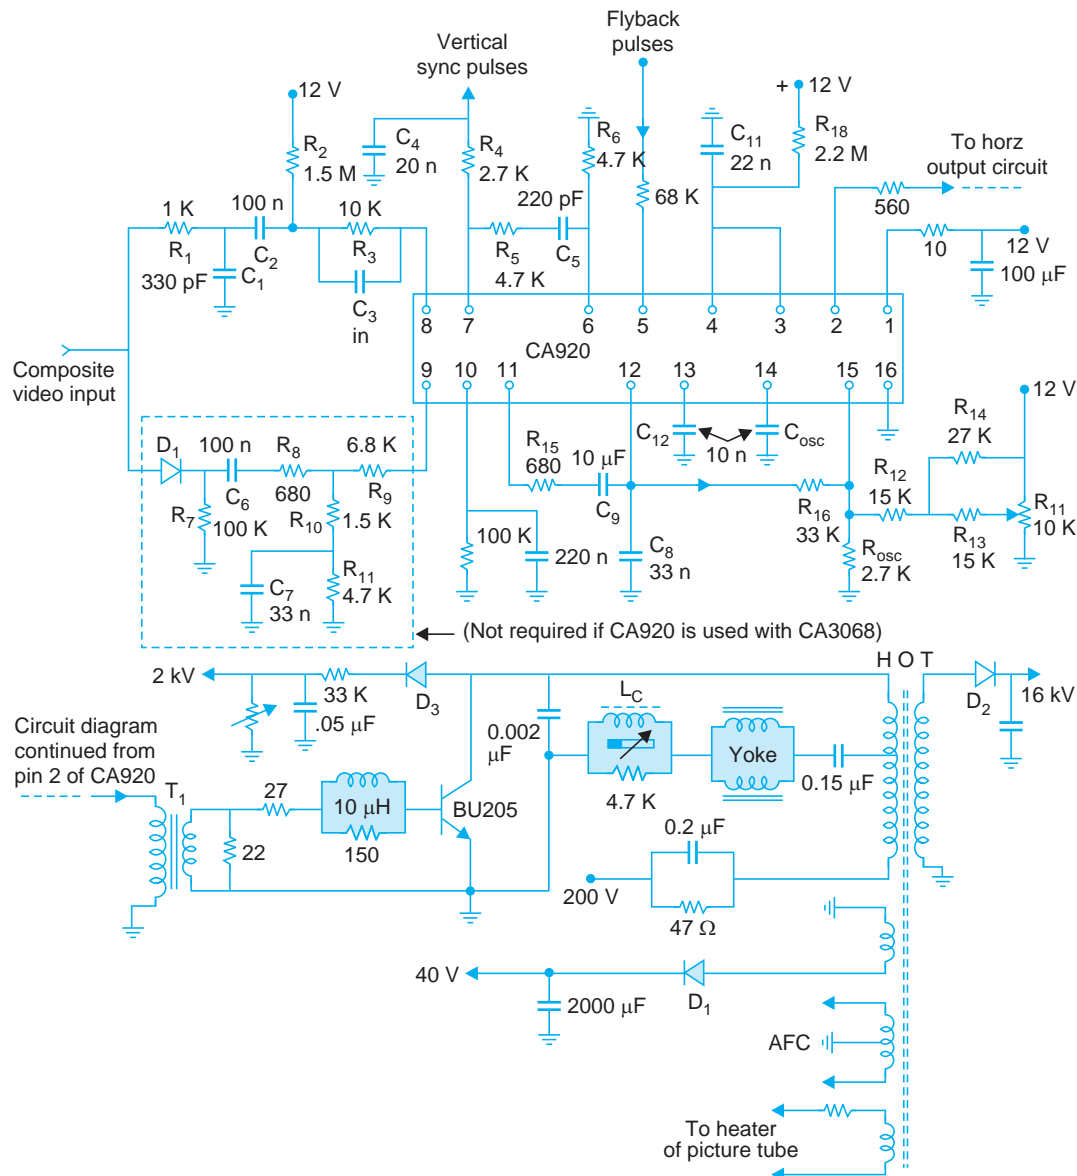 Flyback
pulses
Vertical
sync pulses
12 V
+ 12 V
R2
1.5 M
C4
20 n
R4
2.7 K
R6
4.7 K
C11
22 n
R18
2.2 M
To horz
output circuit
1 K
R1
100 n
C2
10 K
R3
330 pF
C1
C3
in
R5
4.7 K
220 pF
C5
68 K
560
10
12 V
100 μF
8 7 6 5 4 3 2 1
CA920
9 10 11 12 13 14 15 16
Composite
video input
D1
100 n
C6
R8
680
6.8 K
R9
R7
100 K
R10
1.5 K
C7
33 n
R11
4.7 K
100 K
220 n
R15
680
10 μF
C9
C8
33 n
C12
10 n
Cosc
R16
33 K
Rosc
2.7 K
R12
15 K
R14
27 K
R13
15 K
12 V
R11
10 K
(Not required if CA920 is used with CA3068)
2 kV
33 K
.05 μF
D3
0.002
μF
LC
4.7 K
Yoke
0.15 μF
H O T
D2
16 kV
Circuit diagram
continued from
pin 2 of CA920
T1
27
22
10 μH
150
BU205
0.2 μF
200 V
47 Ω
40 V
2000 μF
D1
AFC
To heater
of picture tube